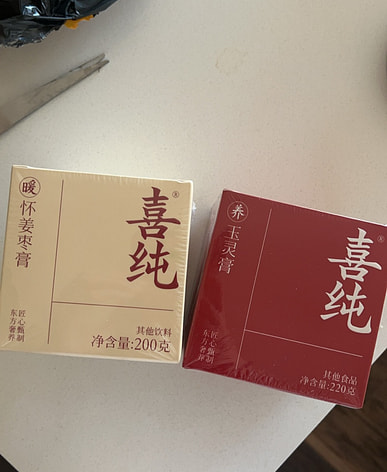 暖
怀姜枣膏
喜纯®
匠心甄制
东方奢养
其他饮料
净含量:200克
养
玉灵膏
喜纯®
匠心甄制
东方奢养
其他食品
净含量:220克